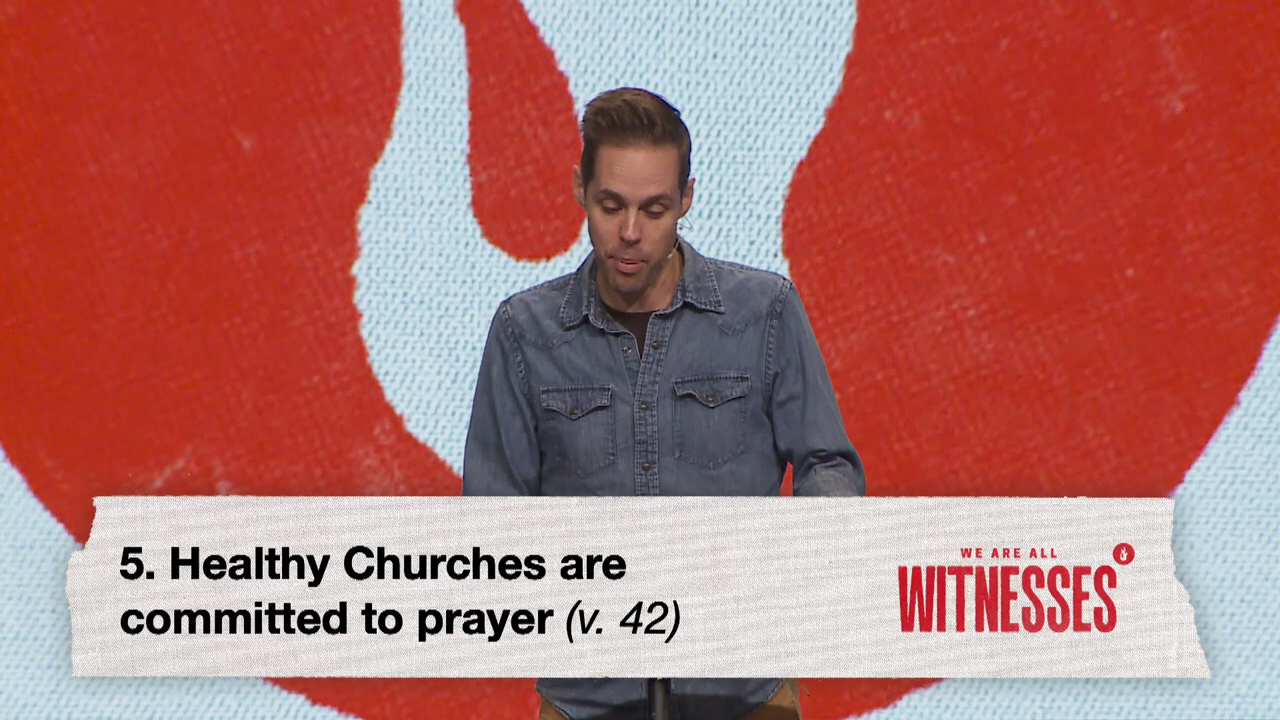 5. Healthy Churches are
committed to prayer (v. 42)
WE ARE ALL
WITNESSES